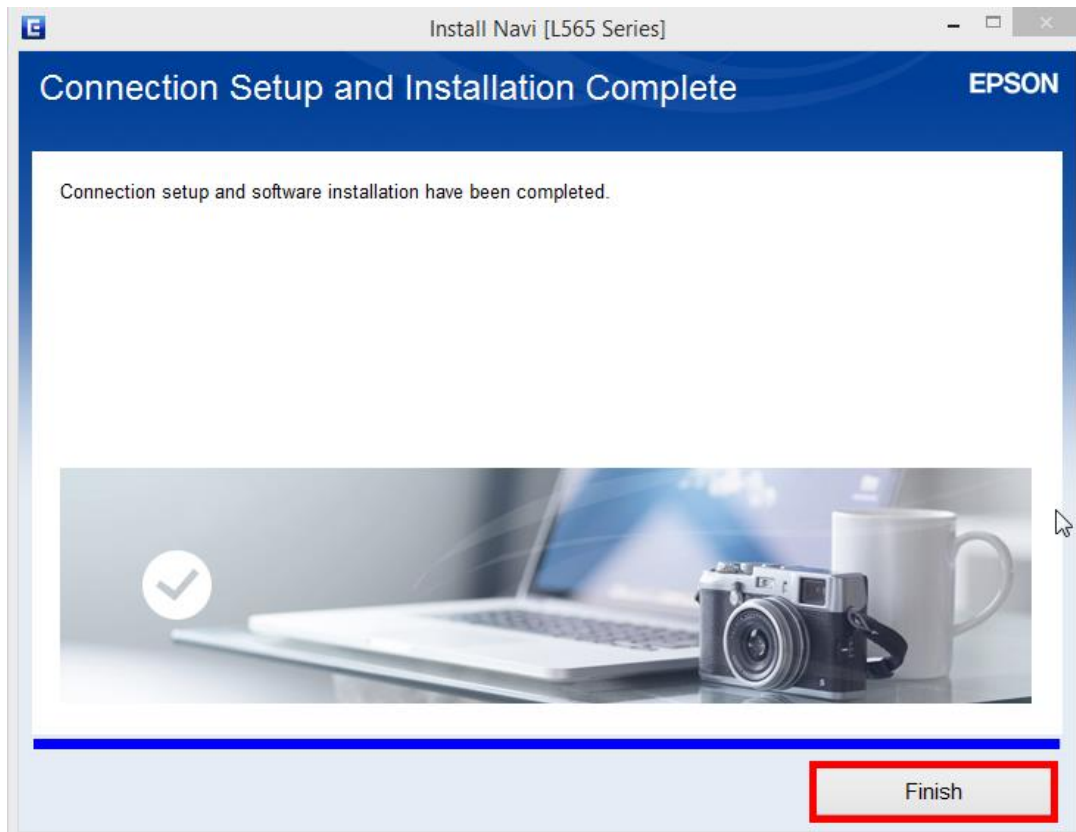 Install Navi [L565 Series]
Connection Setup and Installation Complete
EPSON
Connection setup and software installation have been completed.
Finish